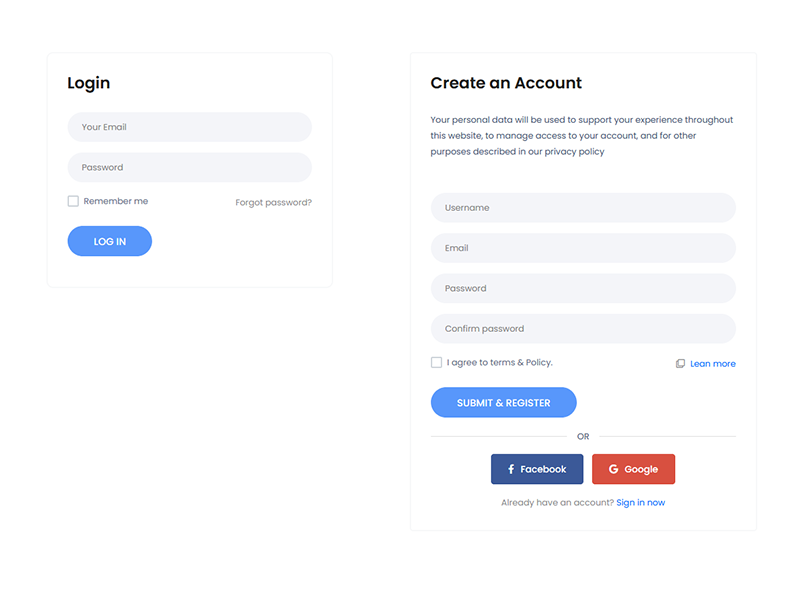 Login
Your Email
Password
Remember me
Forgot password?
LOG IN
Create an Account
Your personal data will be used to support your experience throughout
this website, to manage access to your account, and for other
purposes described in our privacy policy
Username
Email
Password
Confirm password
I agree to terms & Policy.
Lean more
SUBMIT & REGISTER
OR
Facebook
Google
Already have an account? Sign in now